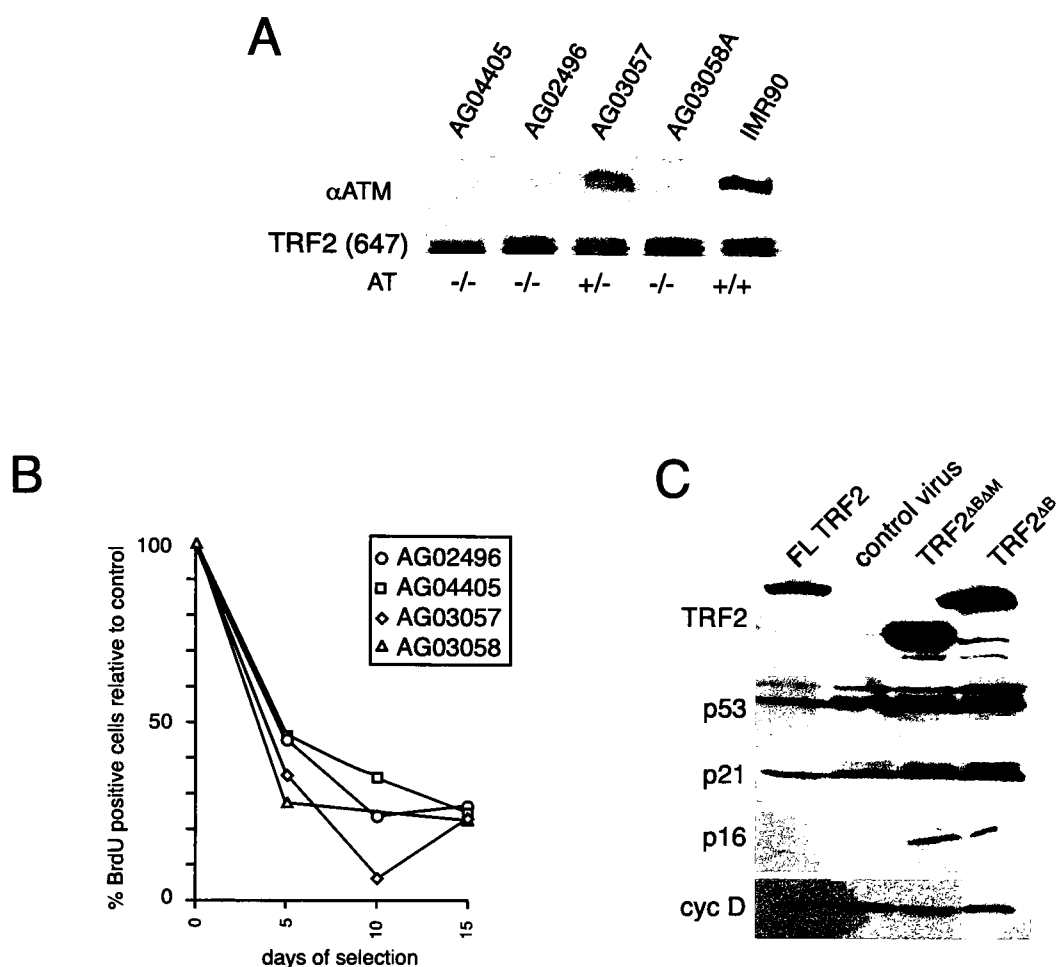 A
AG04405
AG02496
AG03057
AG03058A
IMR90
αATM
TRF2 (647)
AT -/- -/- +/- -/- +/+
B
% BrdU positive cells relative to control
100
50
0
0 5 10 15
days of selection
AG02496
AG04405
AG03057
AG03058
C
FL TRF2
control virus
TRF2ΔBΔM
TRF2ΔB
TRF2
p53
p21
p16
cyc D